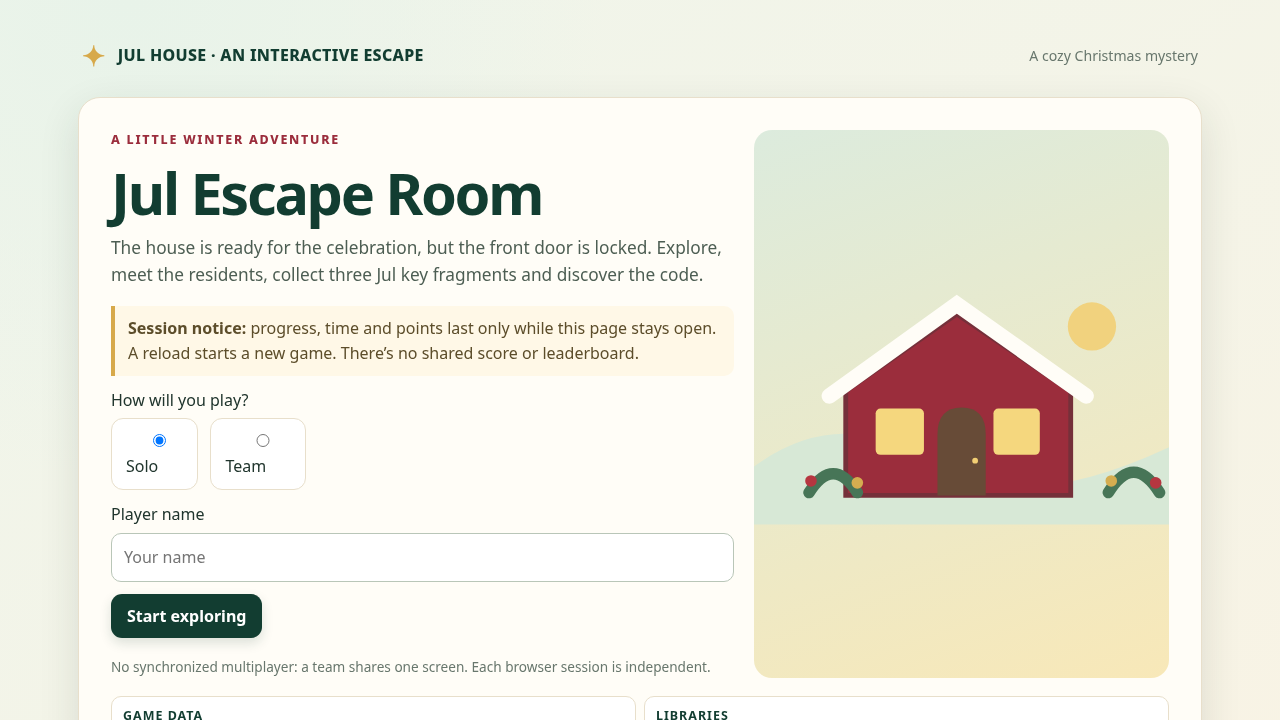 JUL HOUSE · AN INTERACTIVE ESCAPE
A cozy Christmas mystery
A LITTLE WINTER ADVENTURE
Jul Escape Room
The house is ready for the celebration, but the front door is locked. Explore,
meet the residents, collect three Jul key fragments and discover the code.
Session notice: progress, time and points last only while this page stays open.
A reload starts a new game. There’s no shared score or leaderboard.
How will you play?
Solo
Team
Player name
Your name
Start exploring
No synchronized multiplayer: a team shares one screen. Each browser session is independent.
GAME DATA
LIBRARIES